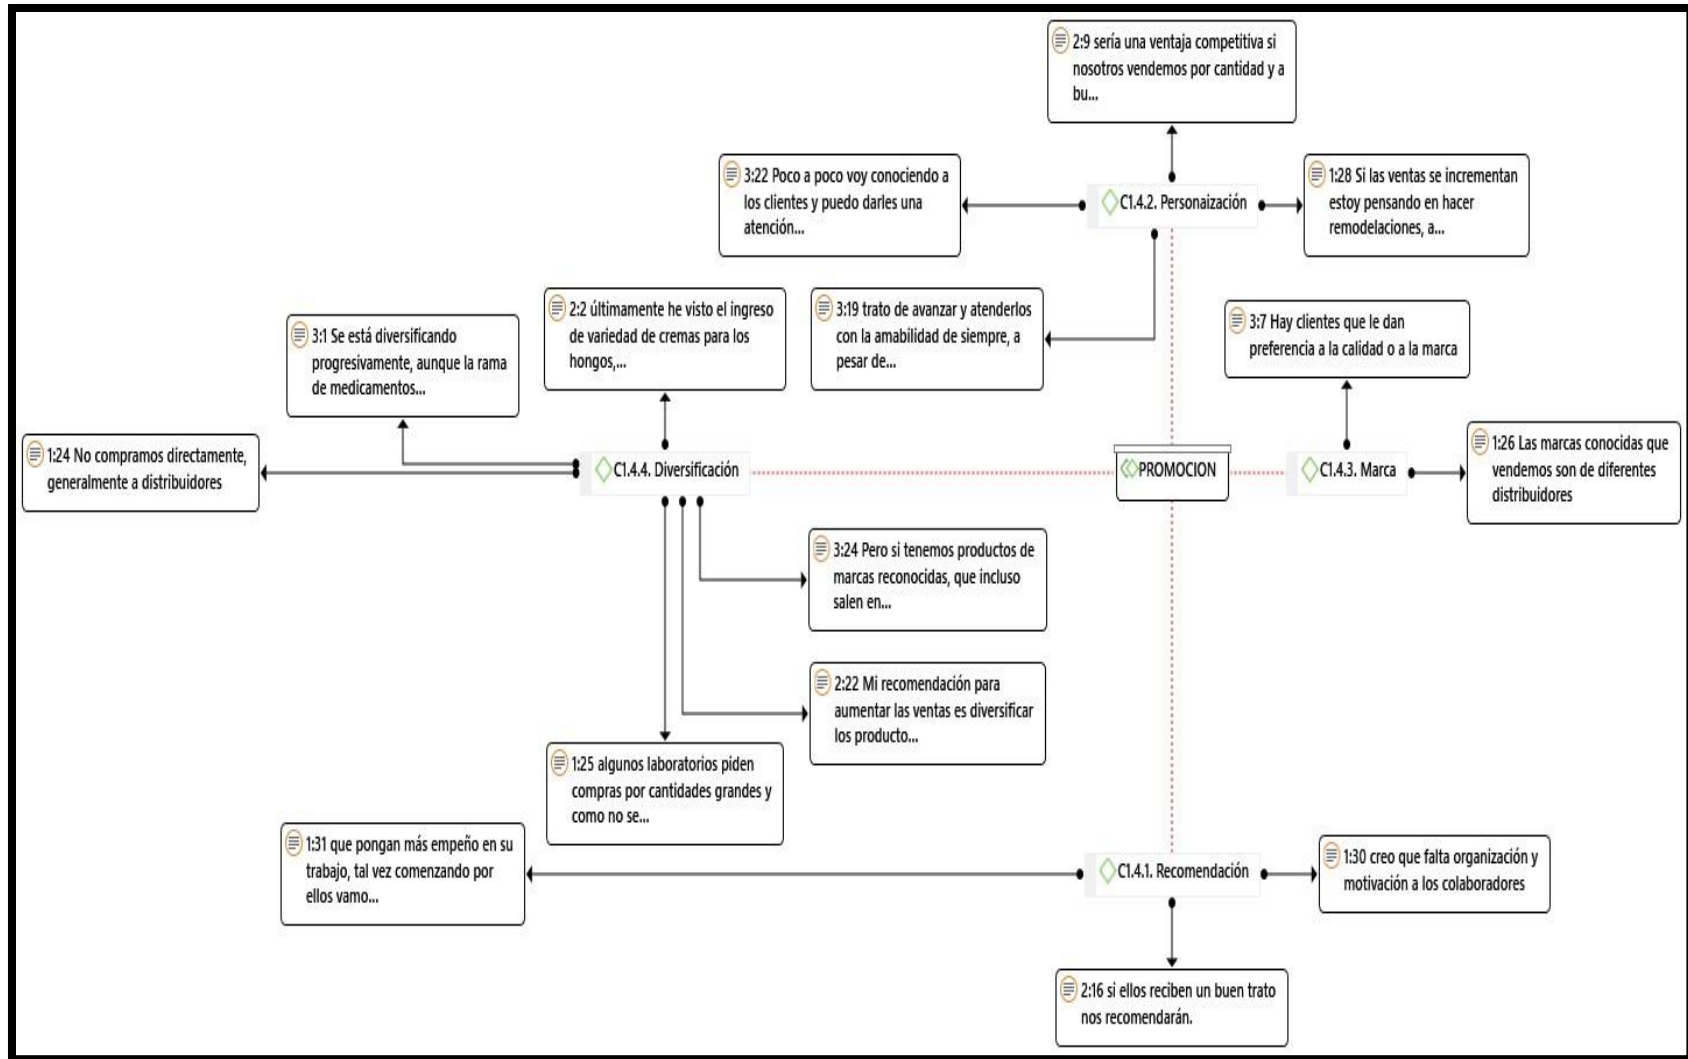 2:9 sería una ventaja competitiva si
nosotros vendemos por cantidad y a
bu...
3:22 Poco a poco voy conociendo a
los clientes y puedo darles una
atención...
C1.4.2. Personaización
1:28 Si las ventas se incrementan
estoy pensando en hacer
remodelaciones, a...
3:1 Se está diversificando
progresivamente, aunque la rama
de medicamentos...
2:2 últimamente he visto el ingreso
de variedad de cremas para los
hongos,...
3:19 trato de avanzar y atenderlos
con la amabilidad de siempre, a
pesar de...
3:7 Hay clientes que le dan
preferencia a la calidad o a la marca
1:24 No compramos directamente,
generalmente a distribuidores
C1.4.4. Diversificación
PROMOCION
C1.4.3. Marca
1:26 Las marcas conocidas que
vendemos son de diferentes
distribuidores
3:24 Pero si tenemos productos de
marcas reconocidas, que incluso
salen en...
2:22 Mi recomendación para
aumentar las ventas es diversificar
los producto...
1:25 algunos laboratorios piden
compras por cantidades grandes y
como no se...
1:31 que pongan más empeño en su
trabajo, tal vez comenzando por
ellos vamo...
C1.4.1. Recomendación
1:30 creo que falta organización y
motivación a los colaboradores
2:16 si ellos reciben un buen trato
nos recomendarán.